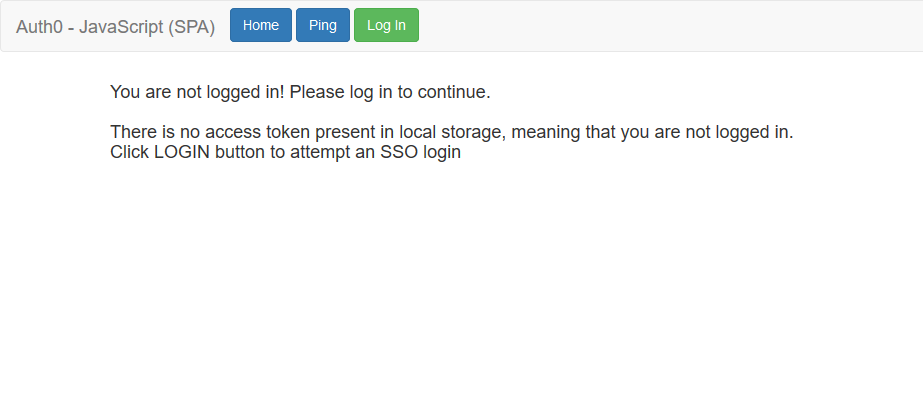 Auth0 - JavaScript (SPA) Home Ping Log In
You are not logged in! Please log in to continue.
There is no access token present in local storage, meaning that you are not logged in.
Click LOGIN button to attempt an SSO login